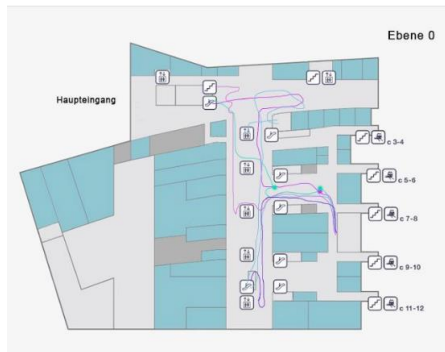 Ebene 0
Haupteingang
c 3-4
c 5-6
c 7-8
c 9-10
c 11-12